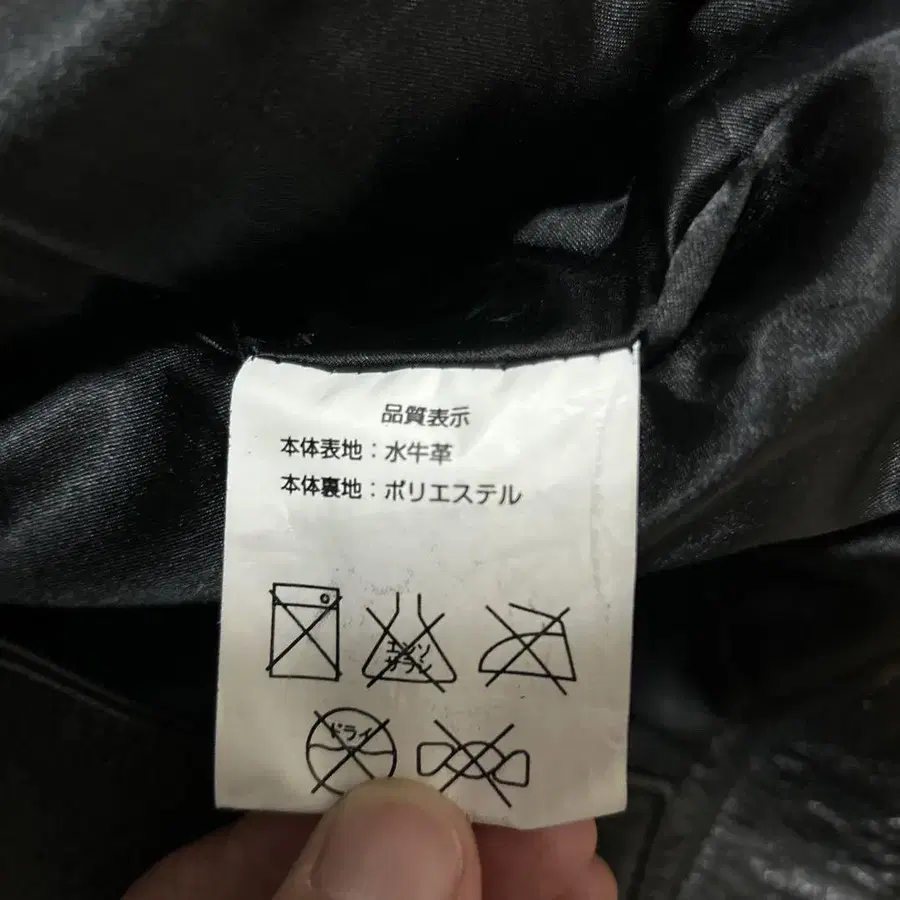 品質表示
本体表地：水牛革
本体裏地：ポリエステル
エンソ
サラシ
ドライ